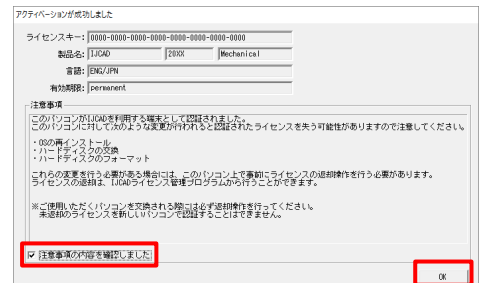 アクティベーションが成功しました
ライセンスキー: 0000-0000-0000-0000-0000-0000-0000-0000
製品名: IJCAD 20XX Mechanical
言語: ENG/JPN
有効期限: permanent
注意事項
このパソコンがIJCADを利用する端末として認証されました。
このパソコンに対して次のような変更が行われると認証されたライセンスを失う可能性がありますので注意してください。
・OSの再インストール
・ハードディスクの交換
・ハードディスクのフォーマット
これらの変更を行う必要がある場合には、このパソコン上で事前にライセンスの返却操作を行う必要があります。
ライセンスの返却は、IJCADライセンス管理プログラムから行うことができます。
※ご使用いただくパソコンを交換される際には必ず返却操作を行ってください。
未返却のライセンスを新しいパソコンで認証することはできません。
注意事項の内容を確認しました
OK